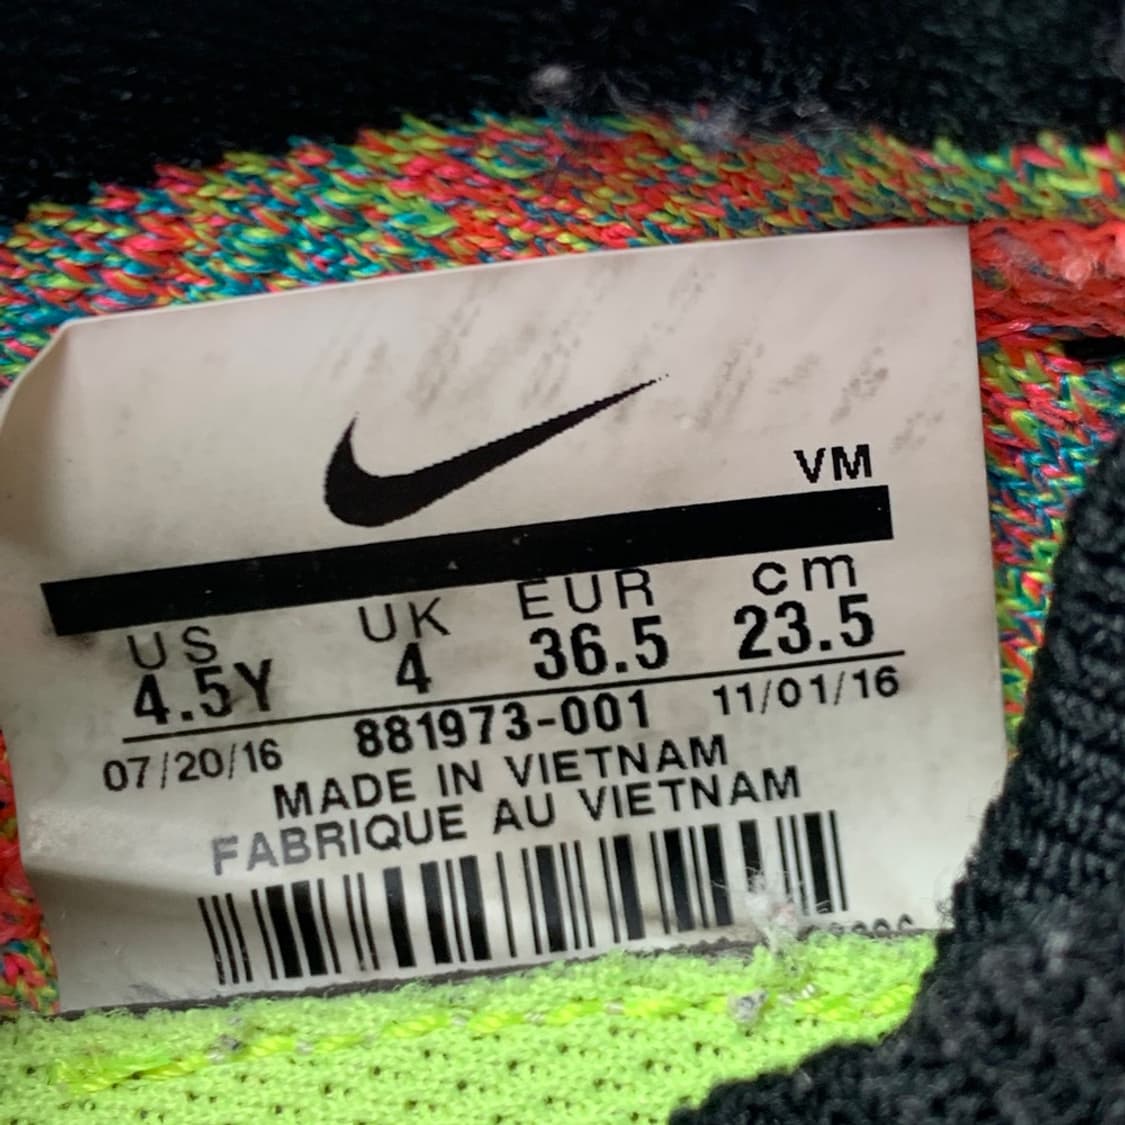 VM
US UK EUR cm
4.5Y 4 36.5 23.5
07/20/16 881973-001 11/01/16
MADE IN VIETNAM
FABRIQUE AU VIETNAM